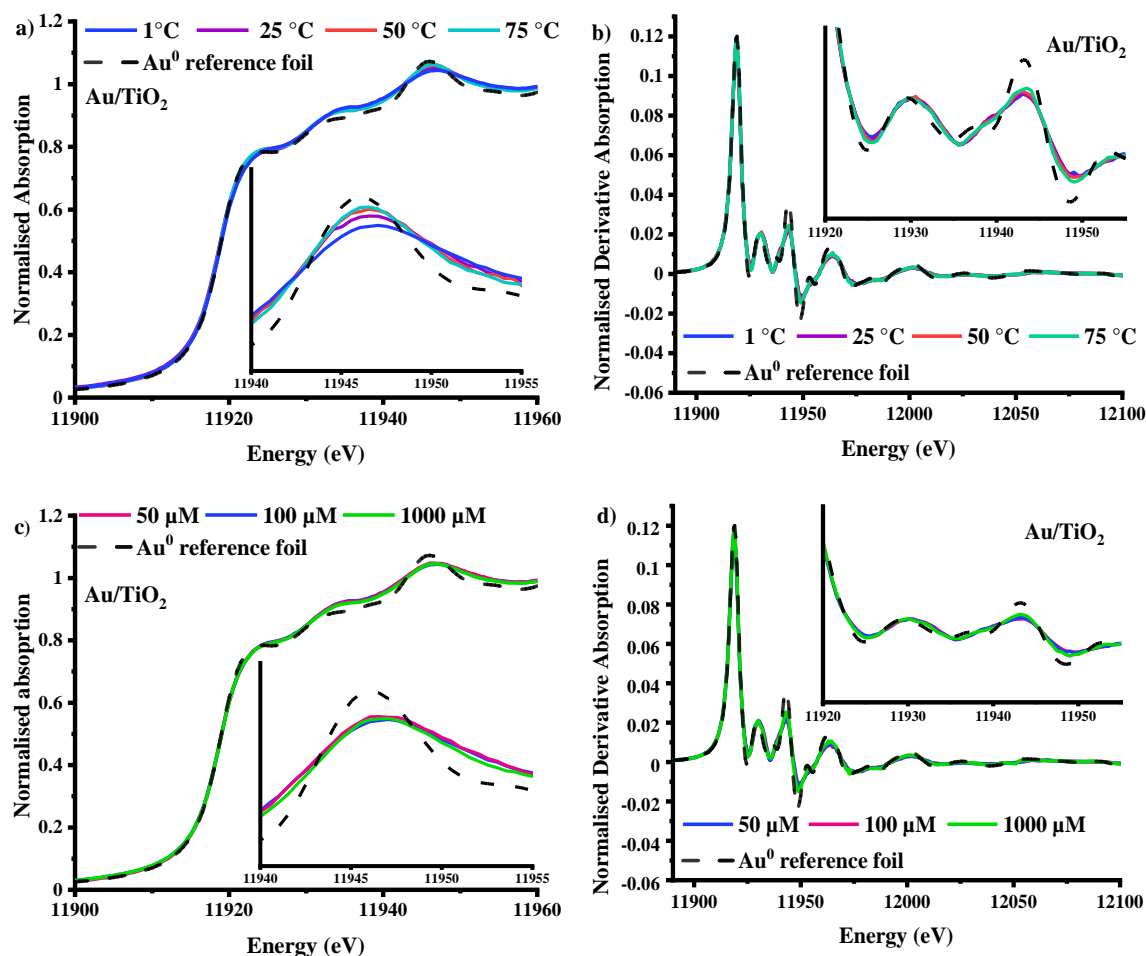 a)
1°C 25 °C 50 °C 75 °C
Au⁰ reference foil
Au/TiO₂
1.2
1.0
0.8
0.6
0.4
0.2
0
Normalised Absorption
11940 11945 11950 11955
11900 11920 11940 11960
Energy (eV)
b)
Au/TiO₂
0.12
0.10
0.08
0.06
0.04
0.02
0
-0.02
-0.04
-0.06
Normalised Derivative Absorption
11920 11930 11940 11950
1 °C 25 °C 50 °C 75 °C
Au⁰ reference foil
11900 11950 12000 12050 12100
Energy (eV)
c)
50 µM 100 µM 1000 µM
Au⁰ reference foil
Au/TiO₂
1.2
1.0
0.8
0.6
0.4
0.2
0
Normalised absoprtion
11940 11945 11950 11955
11900 11920 11940 11960
Energy (eV)
d)
Au/TiO₂
0.12
0.10
0.08
0.06
0.04
0.02
0
-0.02
-0.04
-0.06
Normalised Derivative Absorption
11920 11930 11940 11950
50 µM 100 µM 1000 µM
Au⁰ reference foil
11900 11950 12000 12050 12100
Energy (eV)